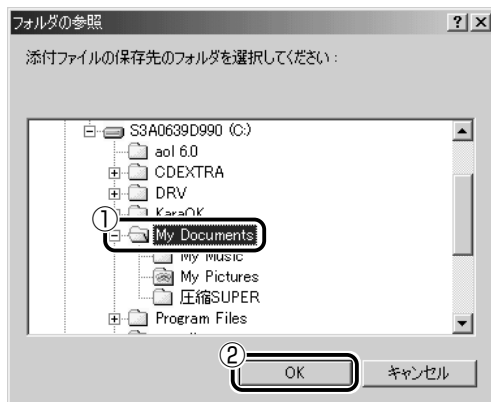 フォルダの参照
添付ファイルの保存先のフォルダを選択してください:
S3A0639D990 (C:)
aol 6.0
CDEXTRA
DRV
KaraOK
①
My Documents
My Music
My Pictures
圧縮SUPER
Program Files
②
OK キャンセル